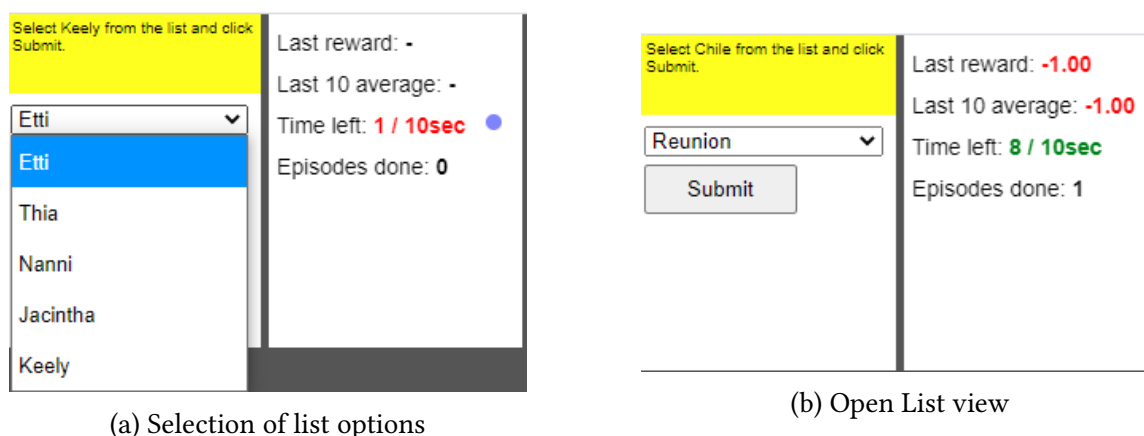 Select Keely from the list and click
Submit.
Etti
Etti
Thia
Nanni
Jacintha
Keely
Last reward: -
Last 10 average: -
Time left: 1 / 10sec
Episodes done: 0
(a) Selection of list options
Select Chile from the list and click
Submit.
Reunion
Submit
Last reward: -1.00
Last 10 average: -1.00
Time left: 8 / 10sec
Episodes done: 1
(b) Open List view